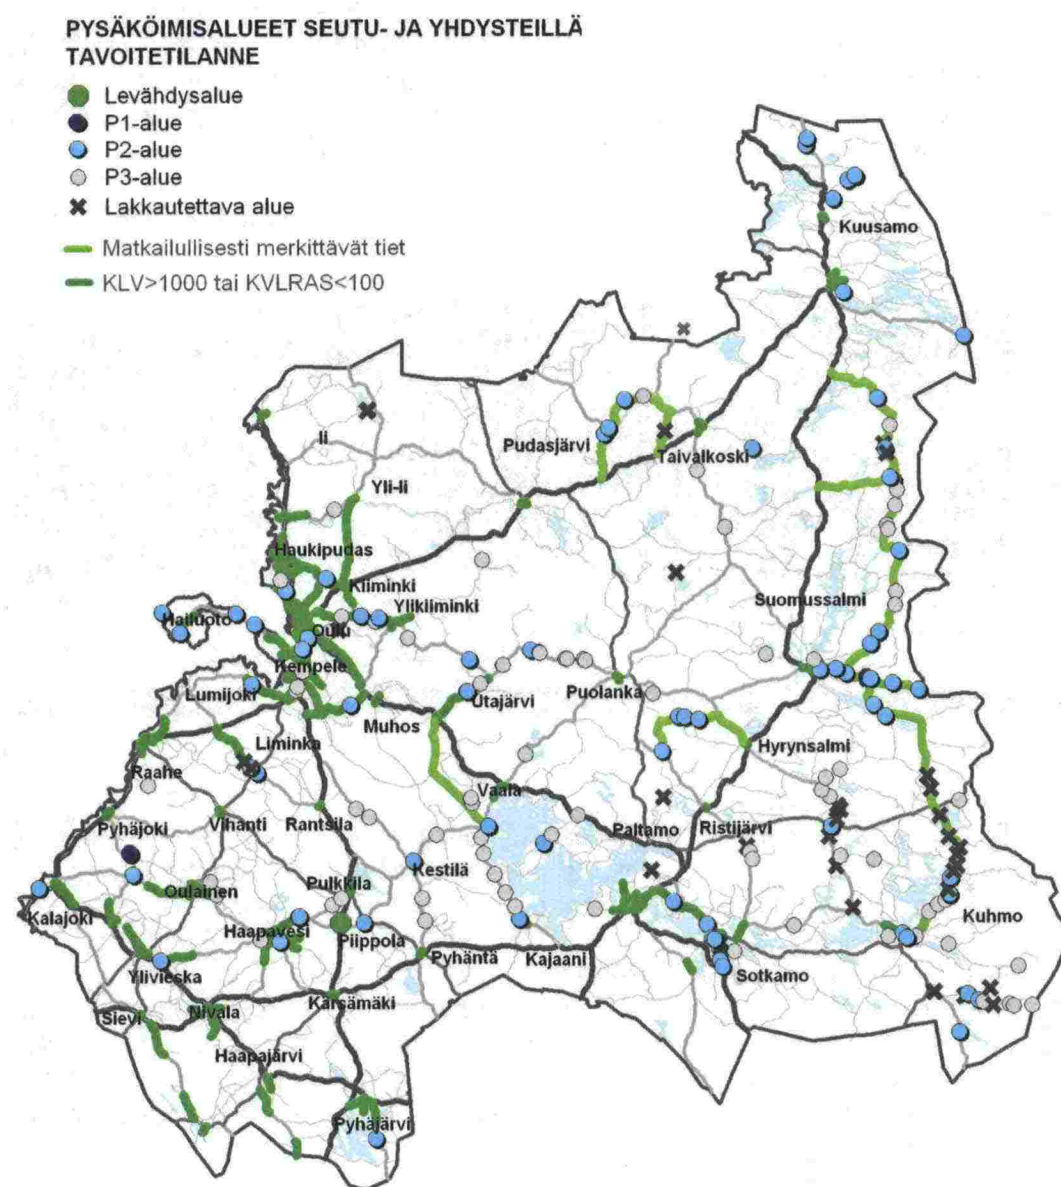 PYSÄKÖIMISALUEET SEUTU- JA YHDYSTEILLÄ
TAVOITETILANNE
Levähdysalue
P1-alue
P2-alue
P3-alue
Lakkautettava alue
Matkailullisesti merkittävät tiet
KLV>1000 tai KVLRAS<100
Kuusamo
Ii
Pudasjärvi
Taivalkoski
Yli-Ii
Haukipudas
Kiiminki
Ylikiiminki
Suomussalmi
Hailuoto
Oulu
Kempele
Lumijoki
Utajärvi
Puolanka
Muhos
Liminka
Hyrynsalmi
Raahe
Vaala
Pyhäjoki
Vihanti
Rantsila
Paltamo
Ristijärvi
Kestilä
Pulkkila
Oulainen
Kalajoki
Kuhmo
Haapavesi
Piippola
Pyhäntä
Kajaani
Ylivieska
Sotkamo
Kärsämäki
Sievi
Nivala
Haapajärvi
Pyhäjärvi